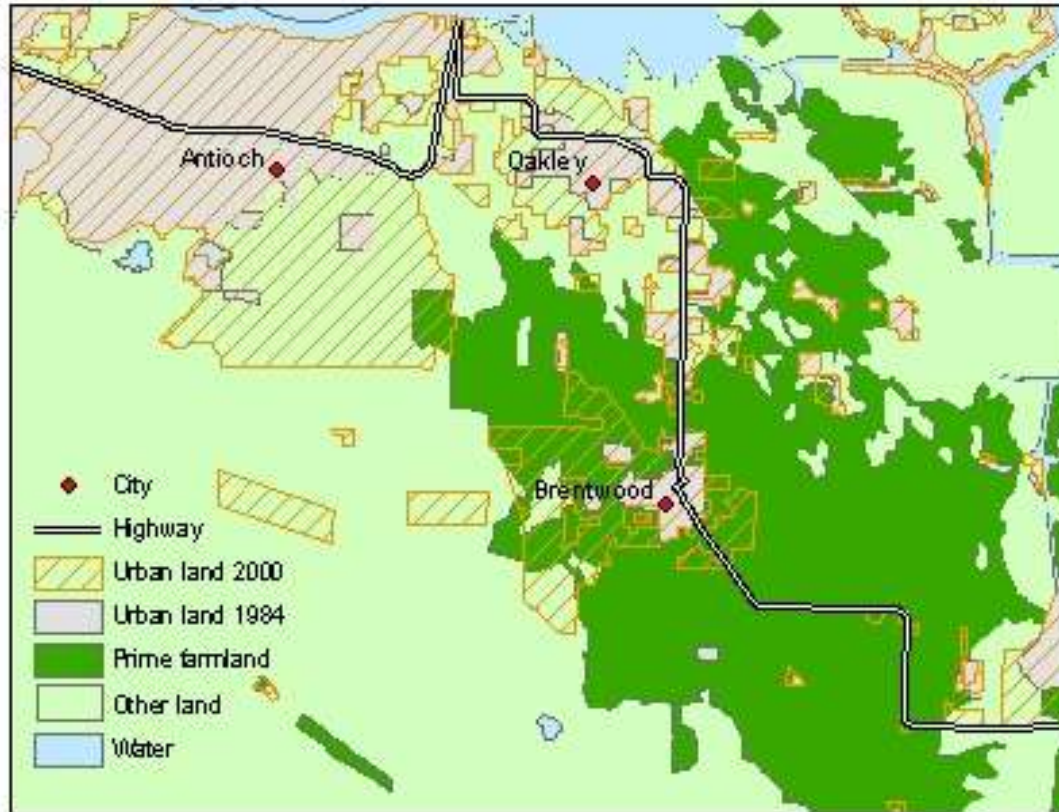 Antioch
Oakley
Brentwood
City
Highway
Urban land 2000
Urban land 1984
Prime farmland
Other land
Water